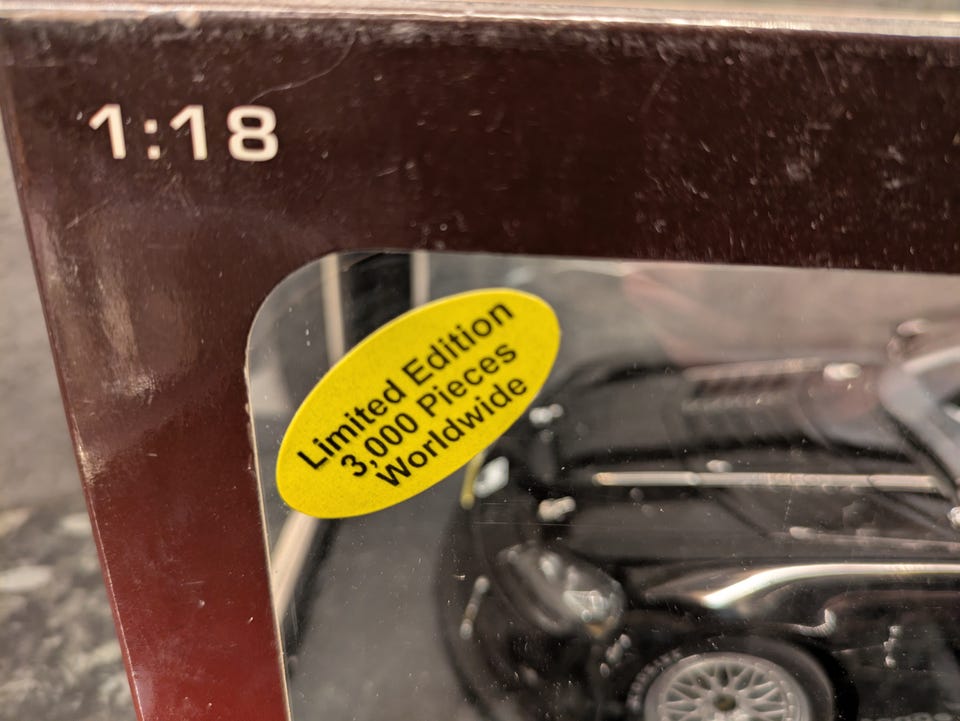 1:18
Limited Edition
3,000 Pieces
Worldwide